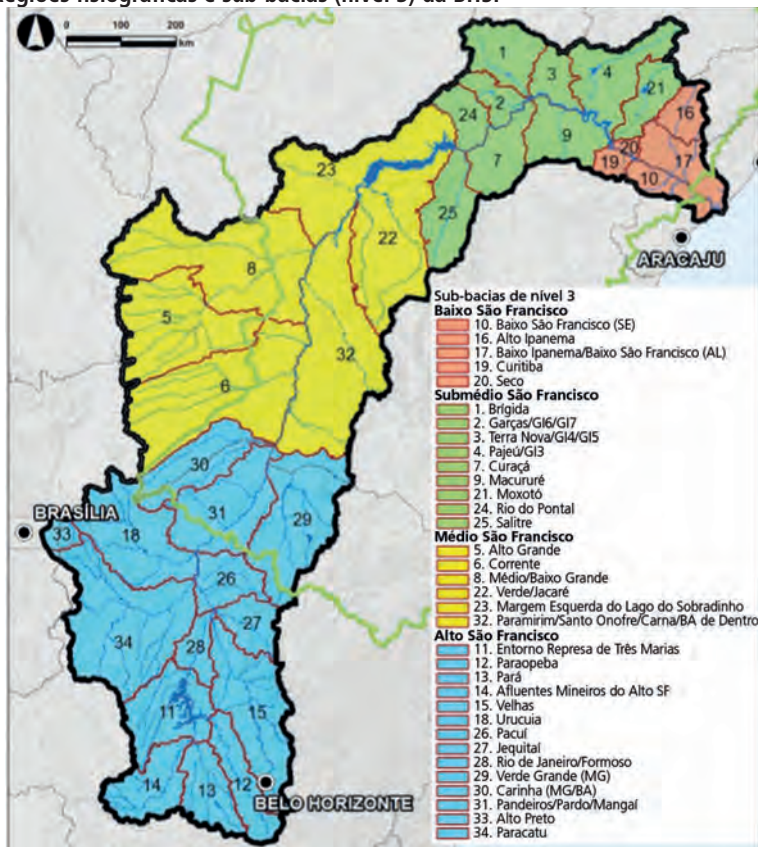 Regiões fisiográficas e sub-bacias (nível 3) da BHSF
0 100 200
km
1
3
4
21
16
24
2
7
9
20
19
17
10
23
25
22
8
5
32
6
ARACAJU
30
31
29
18
33
BRASÍLIA
26
27
34
28
11
15
14
13
12
BELO HORIZONTE
Sub-bacias de nível 3
Baixo São Francisco
10. Baixo São Francisco (SE)
16. Alto Ipanema
17. Baixo Ipanema/Baixo São Francisco (AL)
19. Curitiba
20. Seco
Submédio São Francisco
1. Brígida
2. Garças/GI6/GI7
3. Terra Nova/GI4/GI5
4. Pajeú/GI3
7. Curaçá
9. Macururé
21. Moxotó
24. Rio do Pontal
25. Salitre
Médio São Francisco
5. Alto Grande
6. Corrente
8. Médio/Baixo Grande
22. Verde/Jacaré
23. Margem Esquerda do Lago do Sobradinho
32. Paramirim/Santo Onofre/Carna/BA de Dentro
Alto São Francisco
11. Entorno Represa de Três Marias
12. Paraopeba
13. Pará
14. Afluentes Mineiros do Alto SF
15. Velhas
18. Urucuia
26. Pacuí
27. Jequitaí
28. Rio de Janeiro/Formoso
29. Verde Grande (MG)
30. Carinha (MG/BA)
31. Pandeiros/Pardo/Mangaí
33. Alto Preto
34. Paracatu